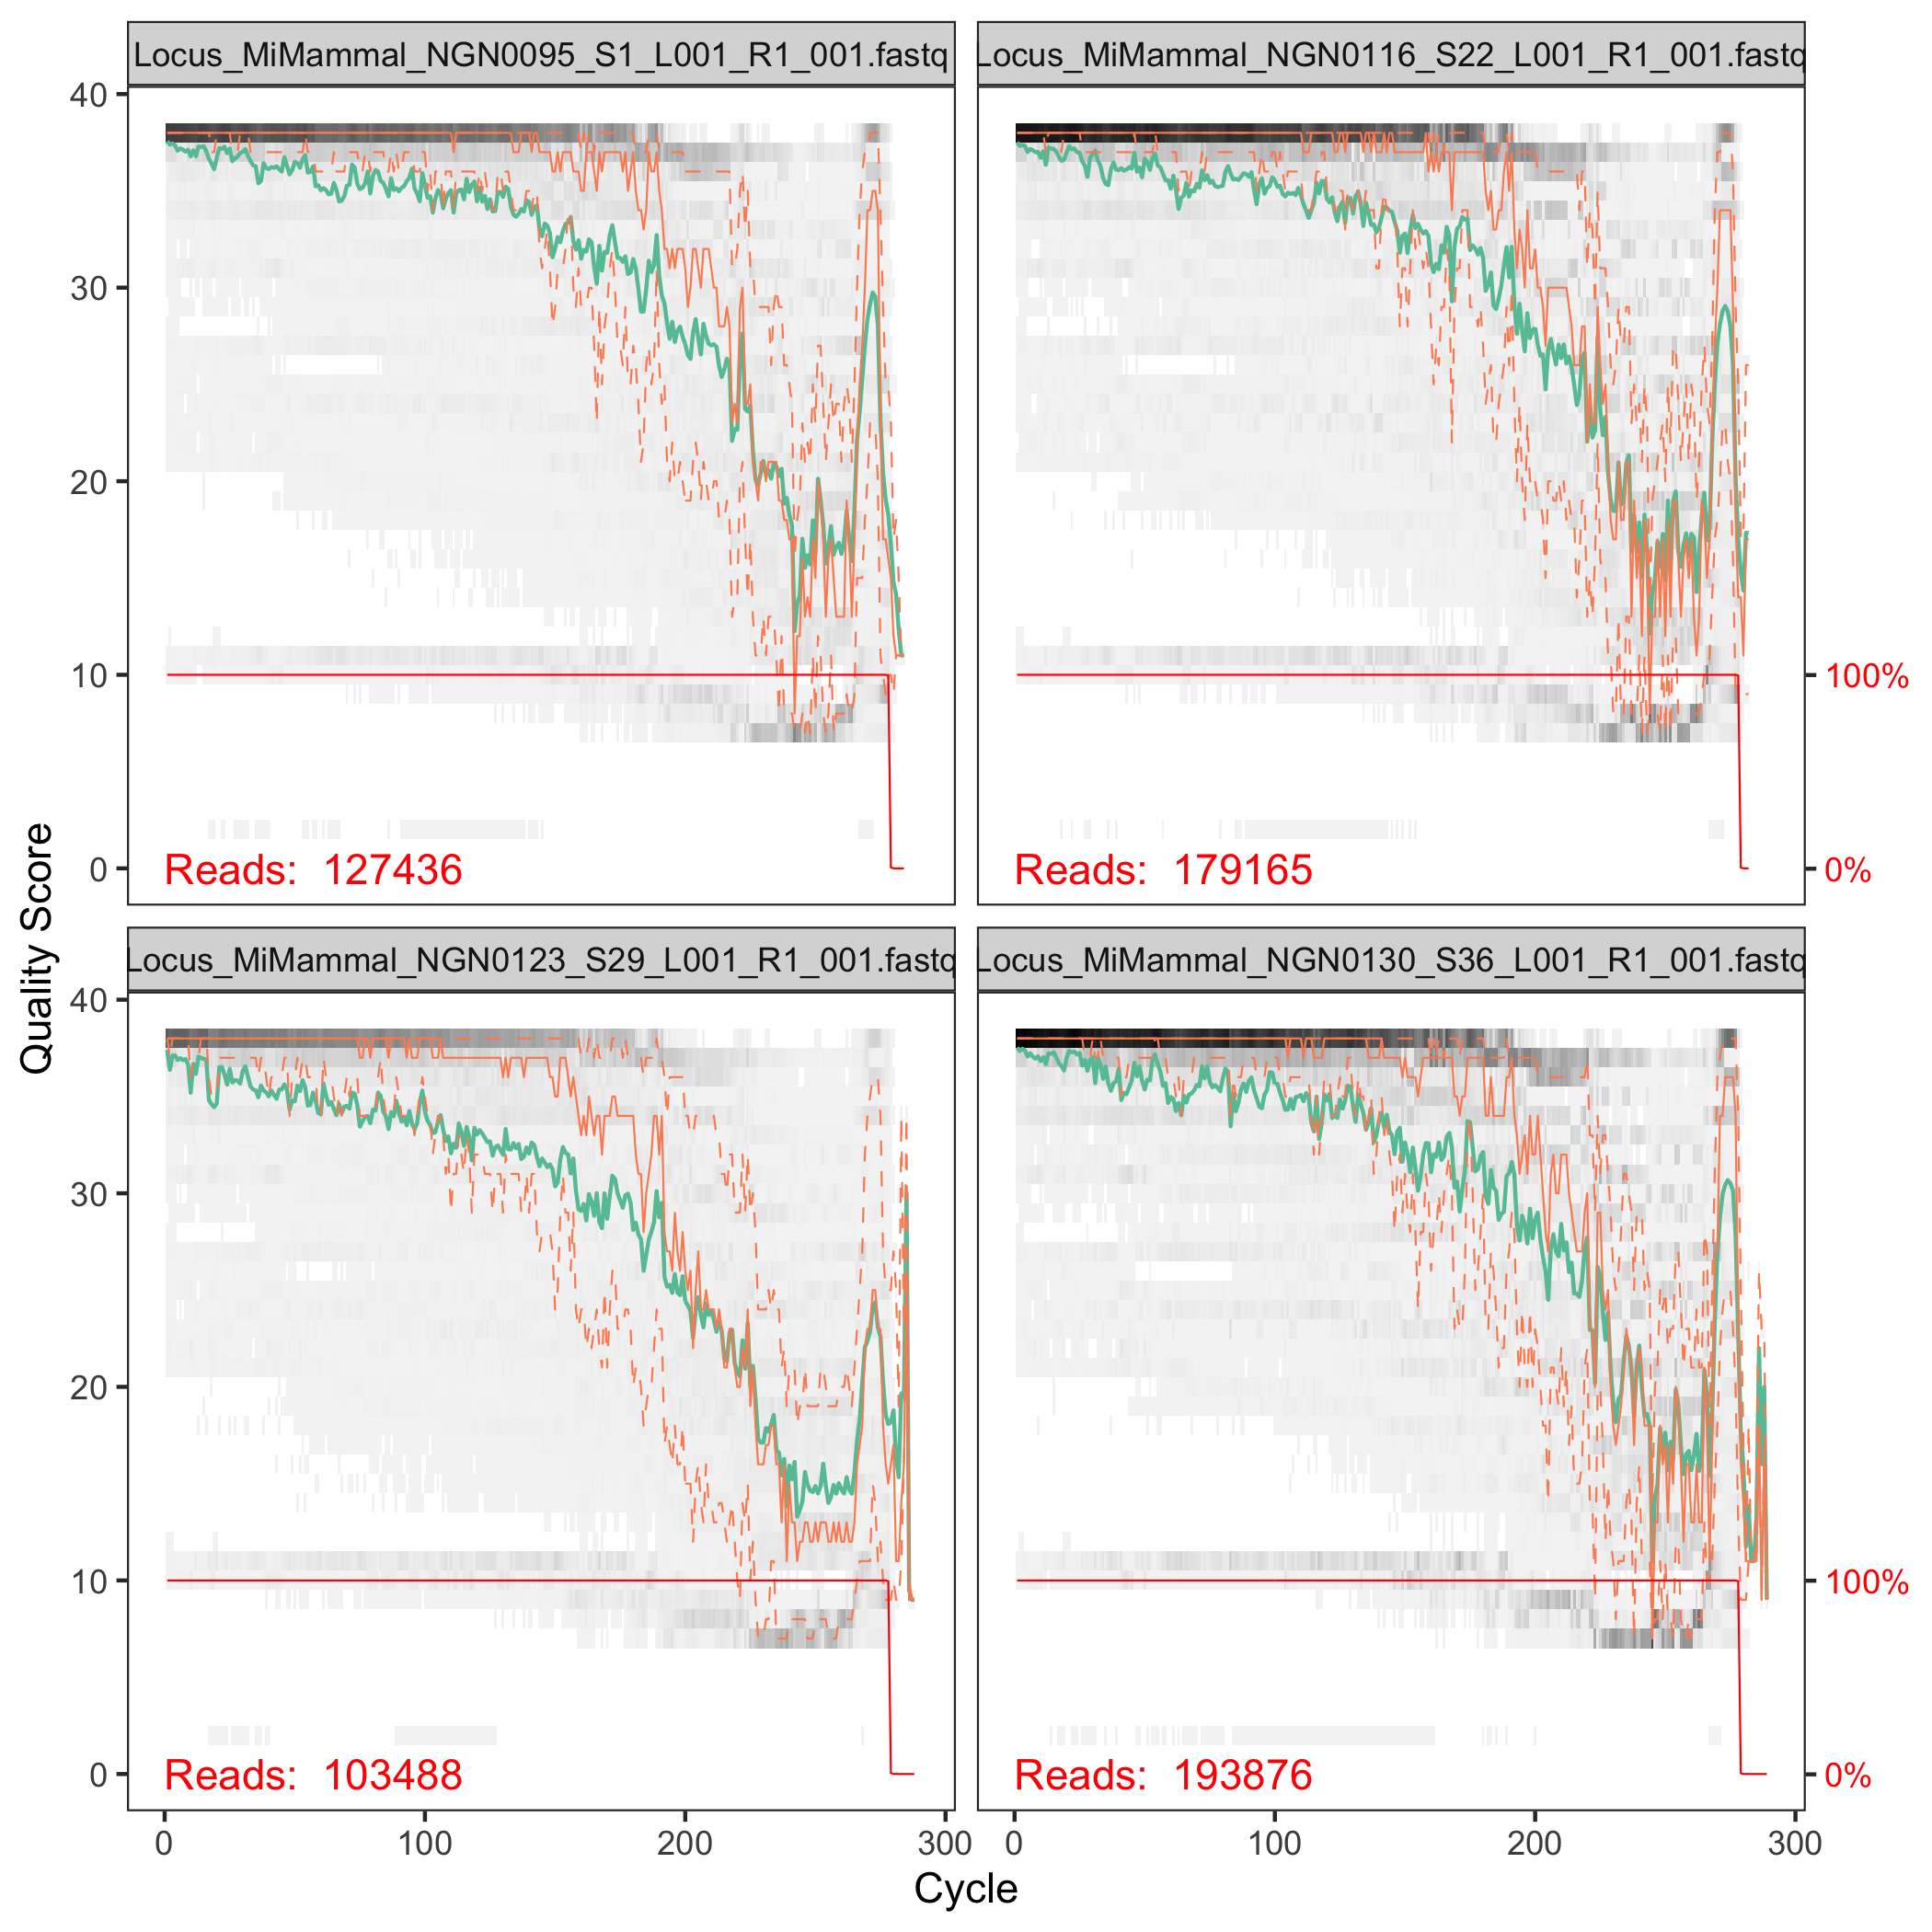 Locus_MiMammal_NGN0095_S1_L001_R1_001.fastq
Locus_MiMammal_NGN0116_S22_L001_R1_001.fastq
40
30
20
10
0
Reads: 127436
Reads: 179165
100%
0%
Quality Score
Locus_MiMammal_NGN0123_S29_L001_R1_001.fastq
Locus_MiMammal_NGN0130_S36_L001_R1_001.fastq
40
30
20
10
0
Reads: 103488
Reads: 193876
100%
0%
0 100 200 300
0 100 200 300
Cycle